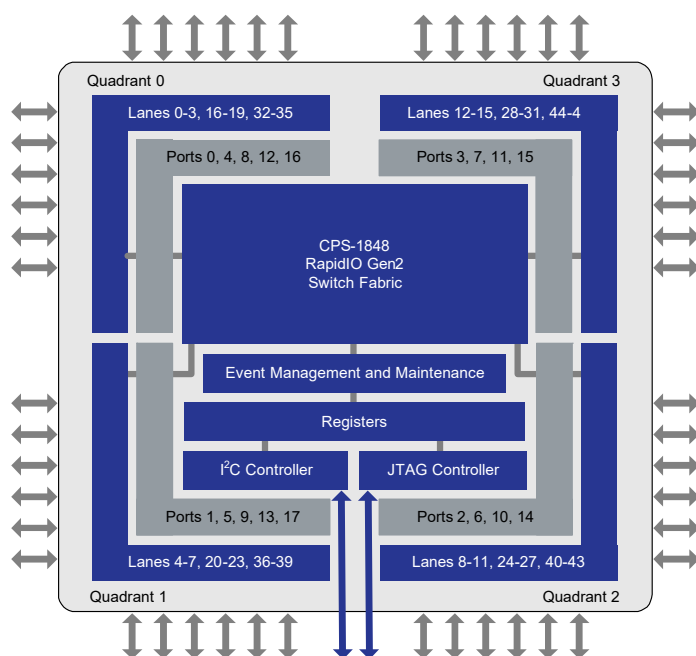 Quadrant 0
Quadrant 3
Lanes 0-3, 16-19, 32-35
Lanes 12-15, 28-31, 44-4
Ports 0, 4, 8, 12, 16
Ports 3, 7, 11, 15
CPS-1848
RapidIO Gen2
Switch Fabric
Event Management and Maintenance
Registers
I²C Controller
JTAG Controller
Ports 1, 5, 9, 13, 17
Ports 2, 6, 10, 14
Lanes 4-7, 20-23, 36-39
Lanes 8-11, 24-27, 40-43
Quadrant 1
Quadrant 2